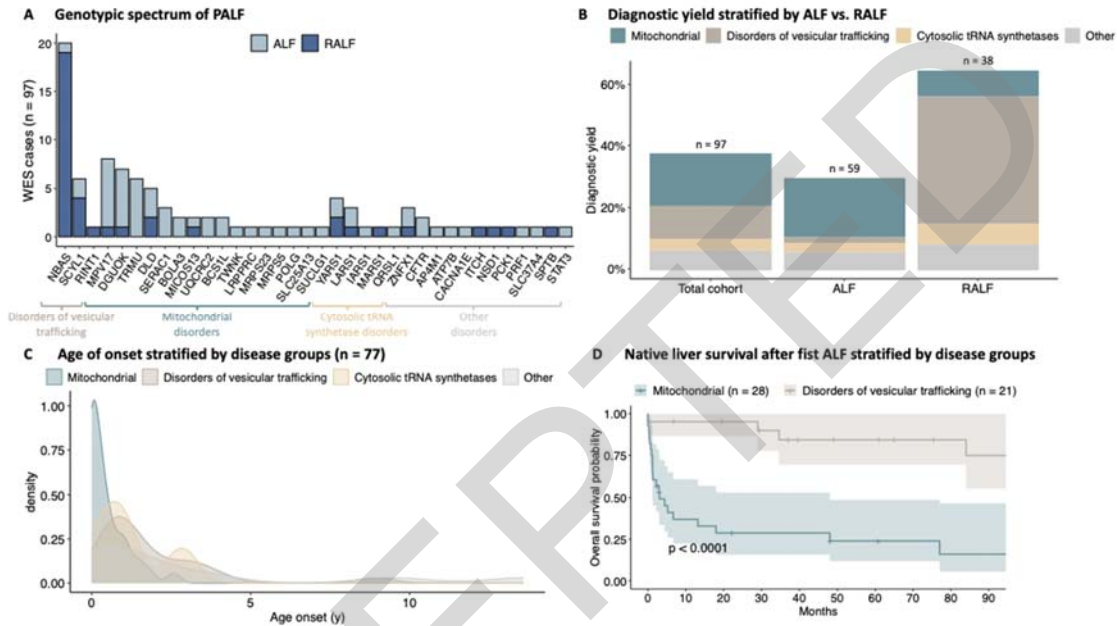 A Genotypic spectrum of PALF
ALF RALF
WES cases (n = 97)
20
15
10
5
0
NBAS
SCYL1
RINT1
MPV17
DGUOK
TRMU
DLD
SERAC1
BOLA3
MICOS13
UQCRC2
BCS1L
TWNK
LRPPRC
MRPS23
MRPS5
POLG
SLC25A13
SUCLG1
YARS1
LARS1
IARS1
MARS1
QRSL1
ZNFX1
CFTR
AP4M1
ATP7B
CACNA1E
ITCH
NSD1
PCK1
PRF1
SLC37A4
SPTB
STAT3
Disorders of vesicular
trafficking
Mitochondrial
disorders
Cytosolic tRNA
synthetase disorders
Other
disorders
B Diagnostic yield stratified by ALF vs. RALF
Mitochondrial Disorders of vesicular trafficking Cytosolic tRNA synthetases Other
Diagnostic yield
60%
40%
20%
0%
n = 97
n = 59
n = 38
Total cohort ALF RALF
C Age of onset stratified by disease groups (n = 77)
Mitochondrial Disorders of vesicular trafficking Cytosolic tRNA synthetases Other
density
1.00
0.75
0.50
0.25
0.00
0 5 10
Age onset (y)
D Native liver survival after fist ALF stratified by disease groups
Mitochondrial (n = 28) Disorders of vesicular trafficking (n = 21)
Overall survival probability
1.00
0.75
0.50
0.25
0.00
p < 0.0001
0 10 20 30 40 50 60 70 80 90
Months
EPTED